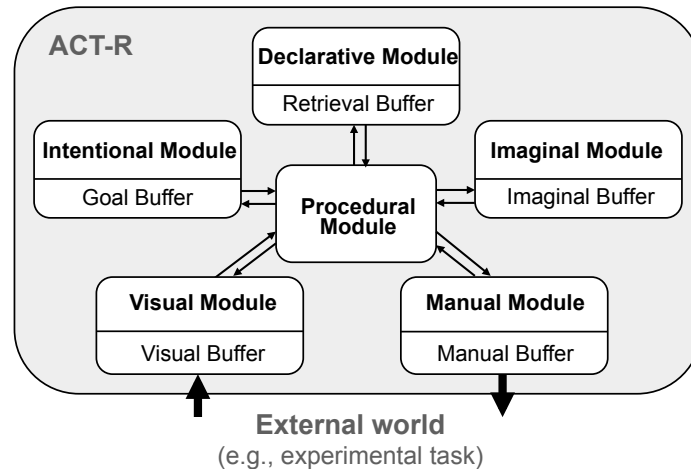 ACT-R
Declarative Module
Retrieval Buffer
Intentional Module
Goal Buffer
Imaginal Module
Imaginal Buffer
Procedural
Module
Visual Module
Visual Buffer
Manual Module
Manual Buffer
External world
(e.g., experimental task)